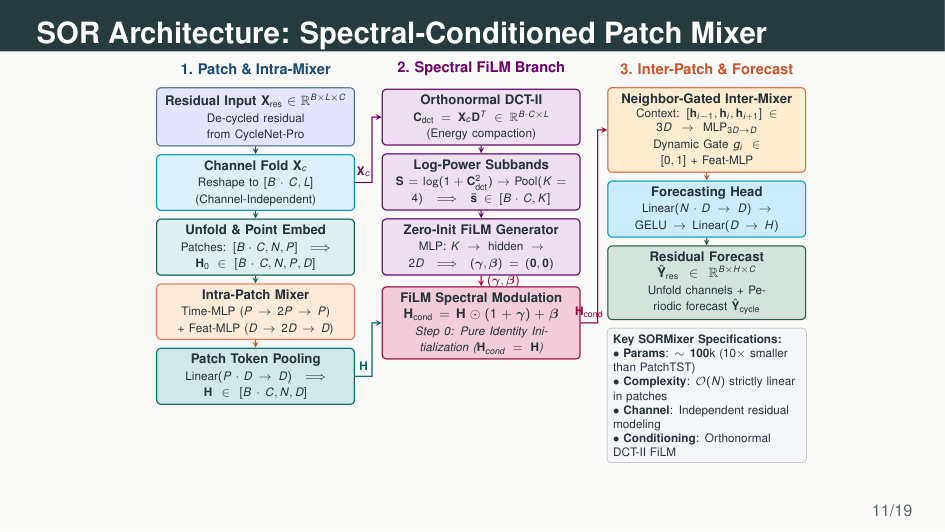 SOR Architecture: Spectral-Conditioned Patch Mixer
1. Patch & Intra-Mixer
Residual Input X_res ∈ ℝ^{B×L×C}
De-cycled residual
from CycleNet-Pro
Channel Fold X_c
Reshape to [B · C, L]
(Channel-Independent)
Unfold & Point Embed
Patches: [B · C, N, P] ⟹
H_0 ∈ [B · C, N, P, D]
Intra-Patch Mixer
Time-MLP (P → 2P → P)
+ Feat-MLP (D → 2D → D)
Patch Token Pooling
Linear(P · D → D) ⟹
H ∈ [B · C, N, D]
X_c
H
2. Spectral FiLM Branch
Orthonormal DCT-II
C_dct = X_c D^T ∈ ℝ^{B·C×L}
(Energy compaction)
Log-Power Subbands
S = log(1 + C_dct^2) → Pool(K =
4) ⟹ s̄ ∈ [B · C, K]
Zero-Init FiLM Generator
MLP: K → hidden →
2D ⟹ (γ, β) = (0, 0)
(γ, β)
FiLM Spectral Modulation
H_cond = H ⊙ (1 + γ) + β
Step 0: Pure Identity Ini-
tialization (H_cond = H)
H_cond
3. Inter-Patch & Forecast
Neighbor-Gated Inter-Mixer
Context: [h_{i−1}, h_i, h_{i+1}] ∈
3D → MLP_{3D→D}
Dynamic Gate g_i ∈
[0, 1] + Feat-MLP
Forecasting Head
Linear(N · D → D) →
GELU → Linear(D → H)
Residual Forecast
Ŷ_res ∈ ℝ^{B×H×C}
Unfold channels + Pe-
riodic forecast Ŷ_cycle
Key SORMixer Specifications:
• Params: ∼ 100k (10× smaller
than PatchTST)
• Complexity: O(N) strictly linear
in patches
• Channel: Independent residual
modeling
• Conditioning: Orthonormal
DCT-II FiLM
11/19